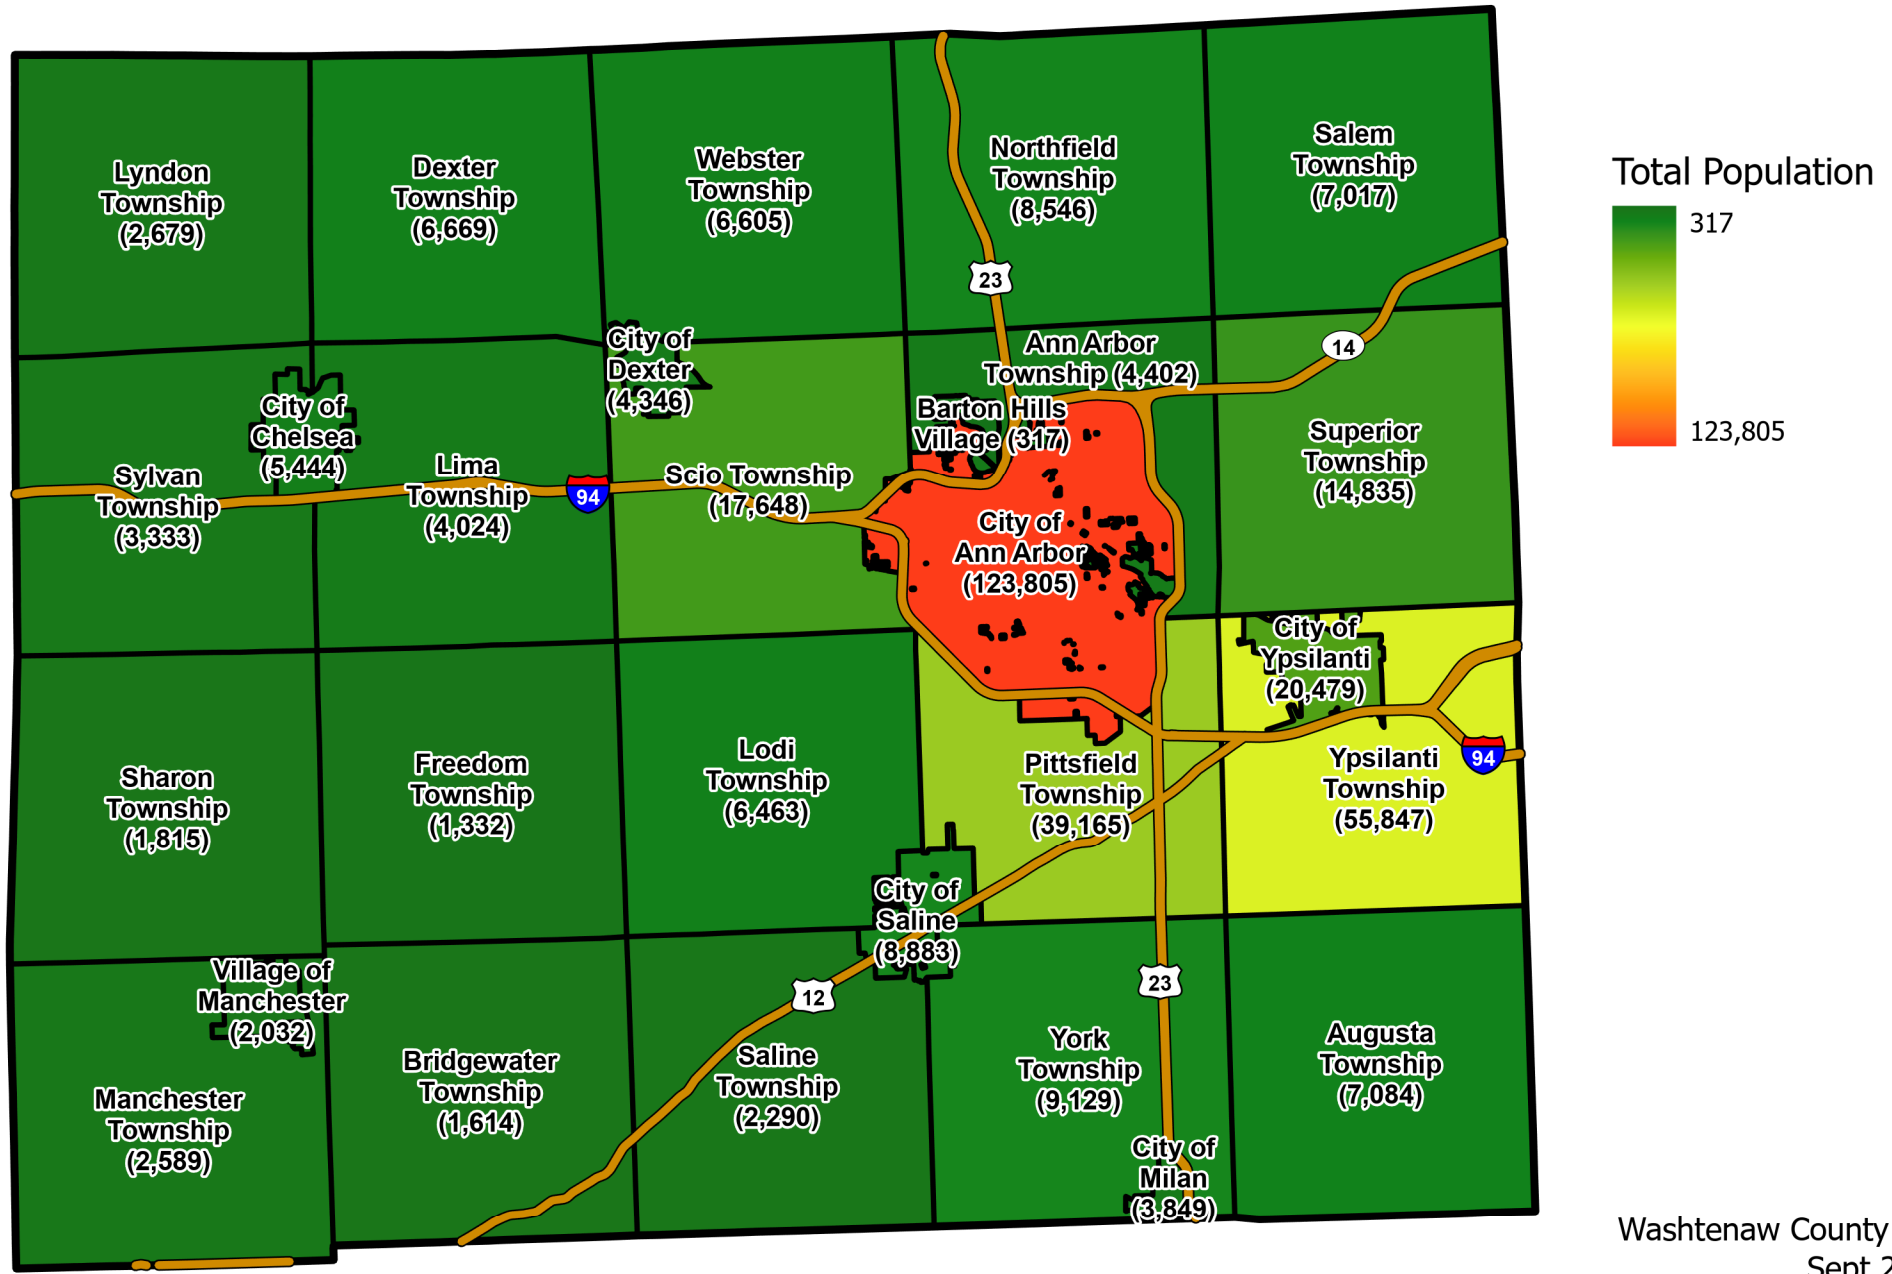 Lyndon
Township
(2,679)
Dexter
Township
(6,669)
Webster
Township
(6,605)
Northfield
Township
(8,546)
Salem
Township
(7,017)
23
14
City of
Dexter
(4,346)
Ann Arbor
Township (4,402)
Barton Hills
Village (317)
City of
Chelsea
(5,444)
Sylvan
Township
(3,333)
Lima
Township
(4,024)
94
Scio Township
(17,648)
City of
Ann Arbor
(123,805)
Superior
Township
(14,835)
City of
Ypsilanti
(20,479)
Sharon
Township
(1,815)
Freedom
Township
(1,332)
Lodi
Township
(6,463)
Pittsfield
Township
(39,165)
Ypsilanti
Township
(55,847)
94
City of
Saline
(8,883)
Village of
Manchester
(2,032)
12
23
Manchester
Township
(2,589)
Bridgewater
Township
(1,614)
Saline
Township
(2,290)
York
Township
(9,129)
Augusta
Township
(7,084)
City of
Milan
(3,849)
Total Population
317
123,805
Washtenaw County
Sept 2